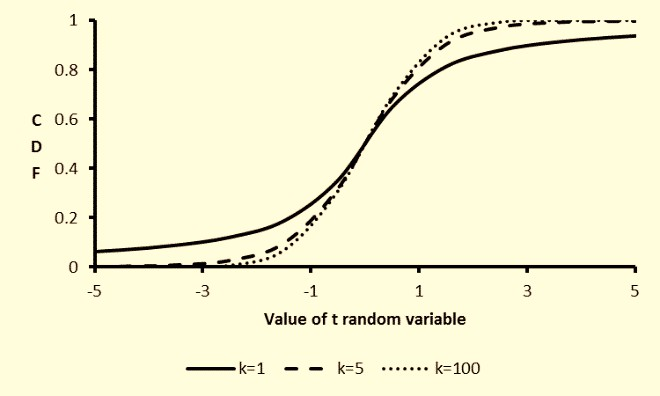 1
0.8
0.6
0.4
0.2
0
C
D
F
-5 -3 -1 1 3 5
Value of t random variable
k=1 k=5 k=100